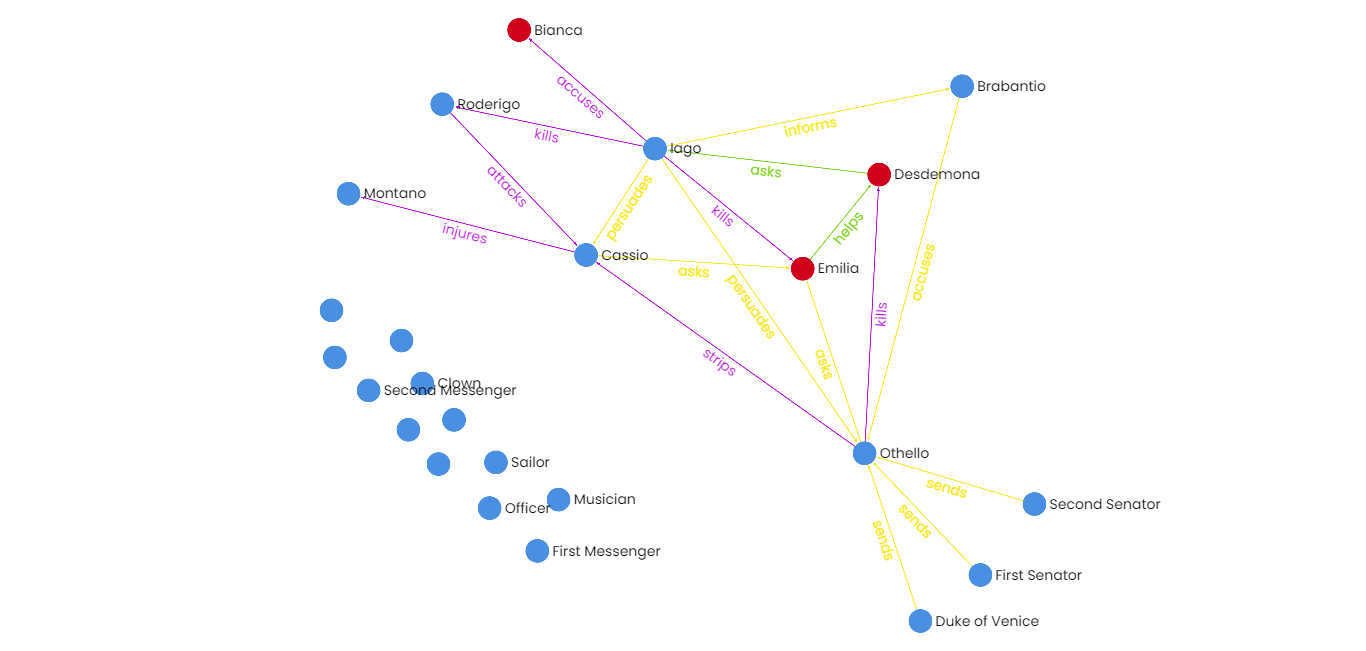 Bianca
accuses
Brabantio
Roderigo
informs
kills
Iago
asks
Desdemona
attacks
Montano
persuades
kills
helps
injures
Cassio
asks
Emilia
accuses
persuades
kills
strips
asks
Clown
Second Messenger
Othello
Sailor
sends
Musician
Second Senator
Officer
sends
sends
First Messenger
First Senator
Duke of Venice